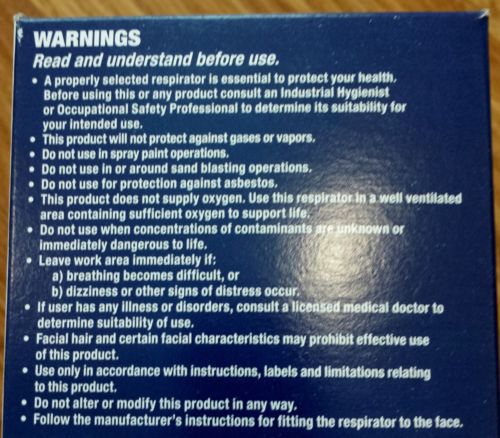 WARNINGS
Read and understand before use.
• A properly selected respirator is essential to protect your health.
Before using this or any product consult an Industrial Hygienist
or Occupational Safety Professional to determine its suitability for
your intended use.
• This product will not protect against gases or vapors.
• Do not use in spray paint operations.
• Do not use in or around sand blasting operations.
• Do not use for protection against asbestos.
• This product does not supply oxygen. Use this respirator in a well ventilated
area containing sufficient oxygen to support life.
• Do not use when concentrations of contaminants are unknown or
immediately dangerous to life.
• Leave work area immediately if:
a) breathing becomes difficult, or
b) dizziness or other signs of distress occur.
• If user has any illness or disorders, consult a licensed medical doctor to
determine suitability of use.
• Facial hair and certain facial characteristics may prohibit effective use
of this product.
• Use only in accordance with instructions, labels and limitations relating
to this product.
• Do not alter or modify this product in any way.
• Follow the manufacturer's instructions for fitting the respirator to the face.